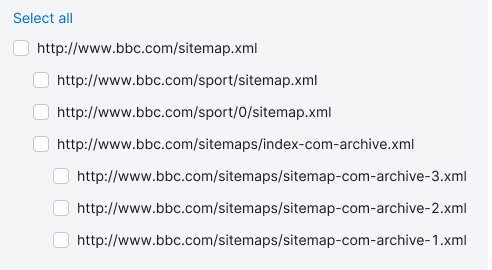 Select all
http://www.bbc.com/sitemap.xml
http://www.bbc.com/sport/sitemap.xml
http://www.bbc.com/sport/0/sitemap.xml
http://www.bbc.com/sitemaps/index-com-archive.xml
http://www.bbc.com/sitemaps/sitemap-com-archive-3.xml
http://www.bbc.com/sitemaps/sitemap-com-archive-2.xml
http://www.bbc.com/sitemaps/sitemap-com-archive-1.xml